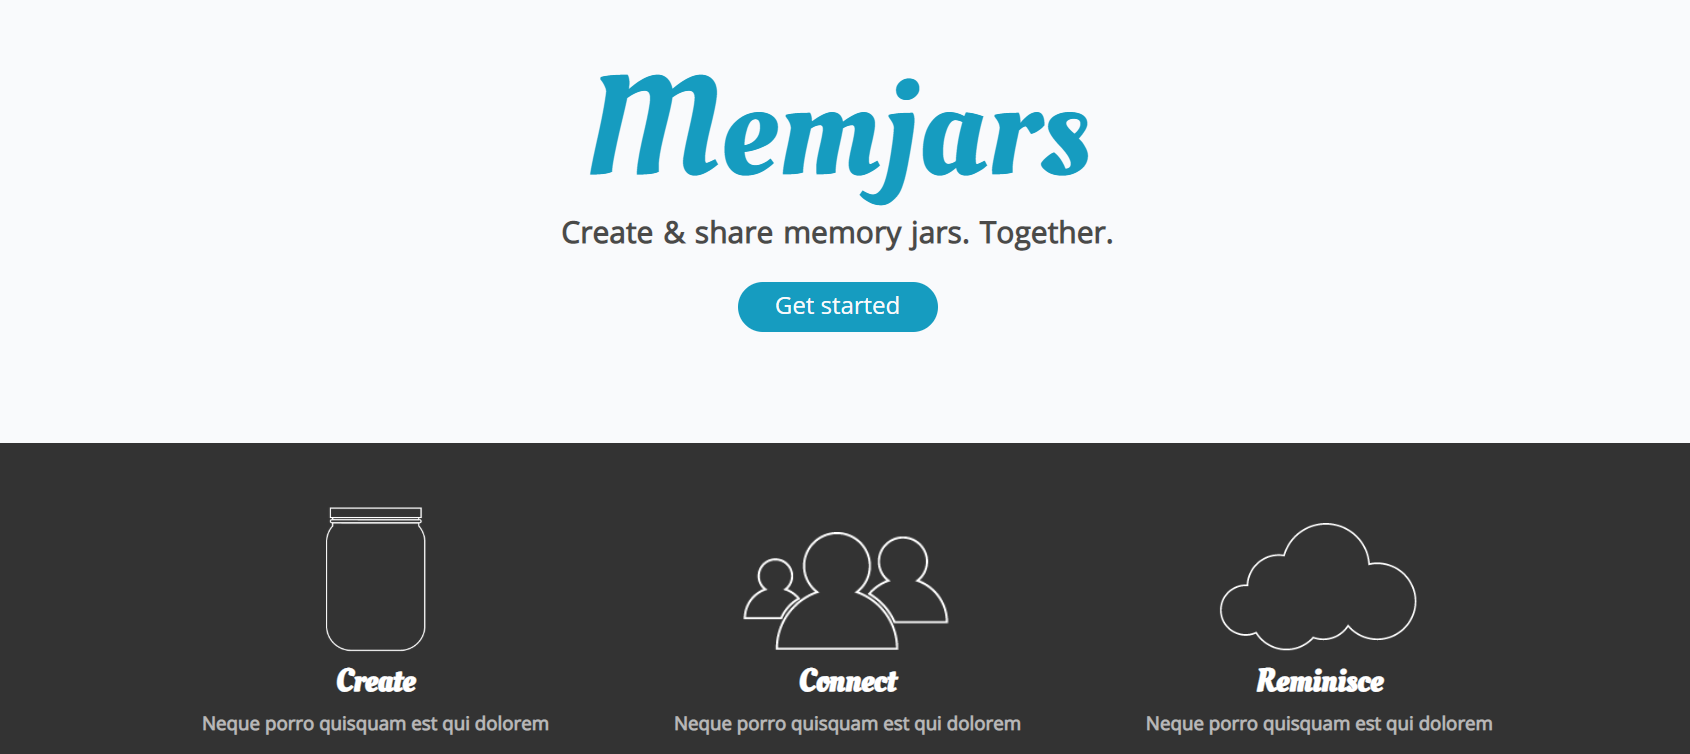 Memjars
Create & share memory jars. Together.
Get started
Create
Connect
Reminisce
Neque porro quisquam est qui dolorem
Neque porro quisquam est qui dolorem
Neque porro quisquam est qui dolorem